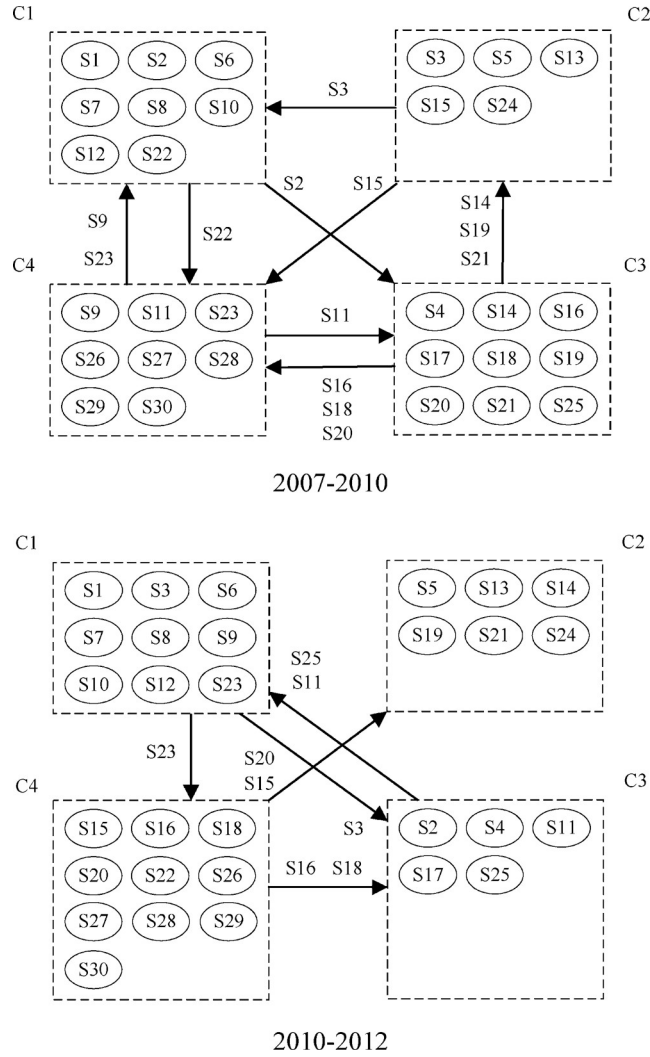 C1
C2
S1 S2 S6
S3 S5 S13
S7 S8 S10
S15 S24
S3
S12 S22
S2
S15
S9
S23
S22
S14
S19
S21
C4
C3
S9 S11 S23
S4 S14 S16
S11
S26 S27 S28
S17 S18 S19
S29 S30
S20 S21 S25
S16
S18
S20
2007-2010
C1
C2
S1 S3 S6
S5 S13 S14
S7 S8 S9
S19 S21 S24
S10 S12 S23
S25
S11
S23
S20
S15
C4
C3
S3
S15 S16 S18
S2 S4 S11
S20 S22 S26
S17 S25
S16 S18
S27 S28 S29
S30
2010-2012